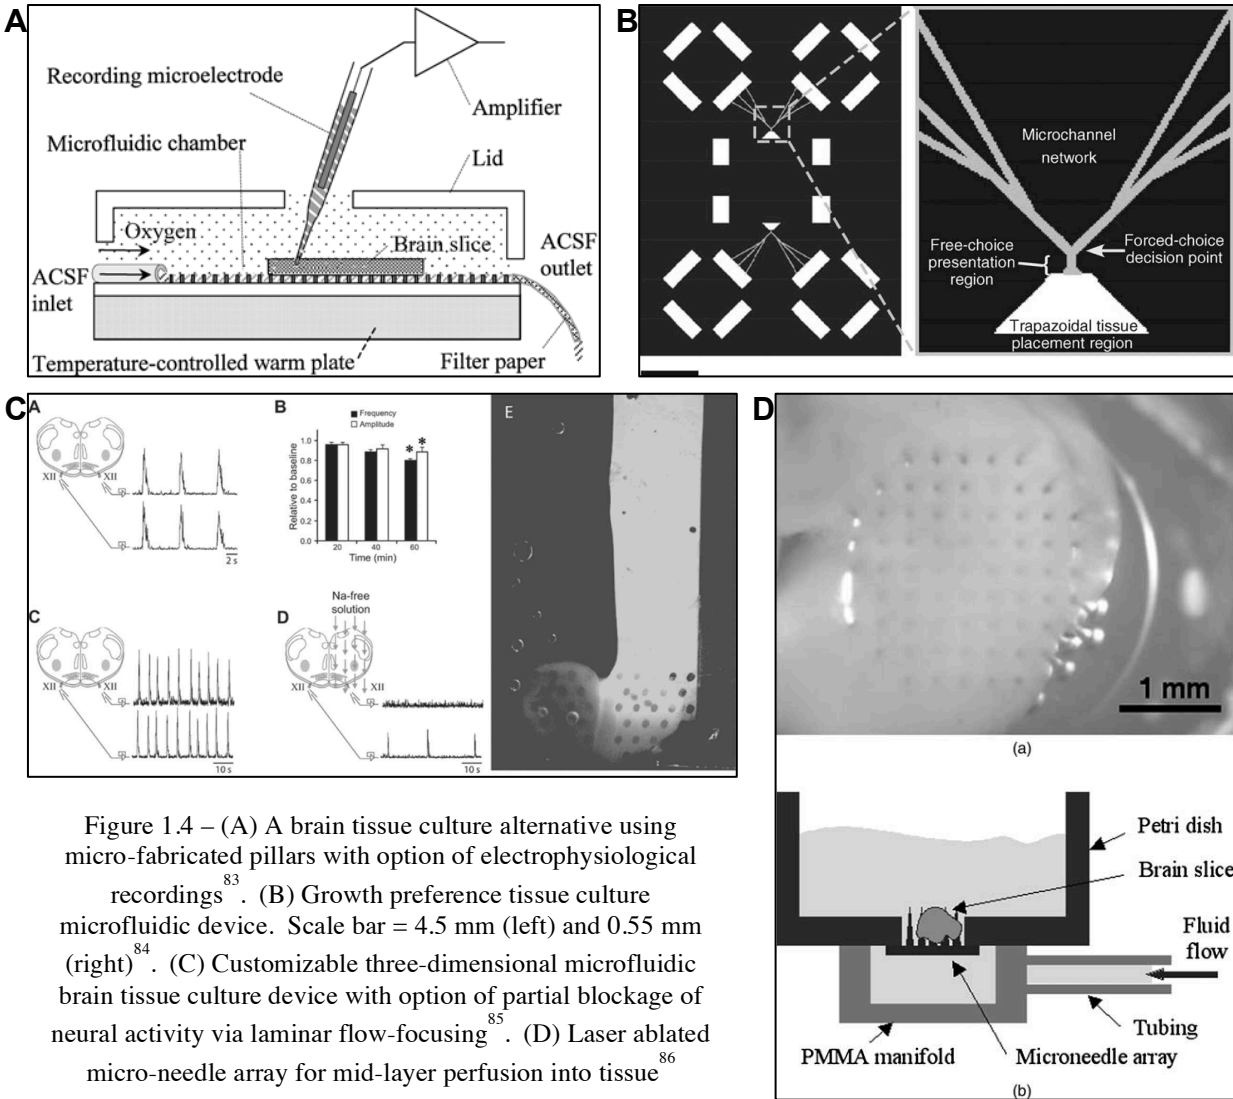 A
Recording microelectrode
Amplifier
Microfluidic chamber
Lid
Oxygen
Brain slice
ACSF
outlet
ACSF
inlet
Temperature-controlled warm plate
Filter paper
B
Microchannel
network
Free-choice
presentation
region
Forced-choice
decision point
Trapazoidal tissue
placement region
C
A
XII
XII
2 s
B
Frequency
Amplitude
Relative to baseline
1.0
0.8
0.6
0.4
0.2
0.0
* *
20 40 60
Time (min)
C
XII
XII
10 s
D
Na-free
solution
XII
XII
10 s
E
D
1 mm
(a)
Petri dish
Brain slice
Fluid
flow
Tubing
PMMA manifold
Microneedle array
(b)
Figure 1.4 – (A) A brain tissue culture alternative using
micro-fabricated pillars with option of electrophysiological
recordings83. (B) Growth preference tissue culture
microfluidic device. Scale bar = 4.5 mm (left) and 0.55 mm
(right)84. (C) Customizable three-dimensional microfluidic
brain tissue culture device with option of partial blockage of
neural activity via laminar flow-focusing85. (D) Laser ablated
micro-needle array for mid-layer perfusion into tissue86